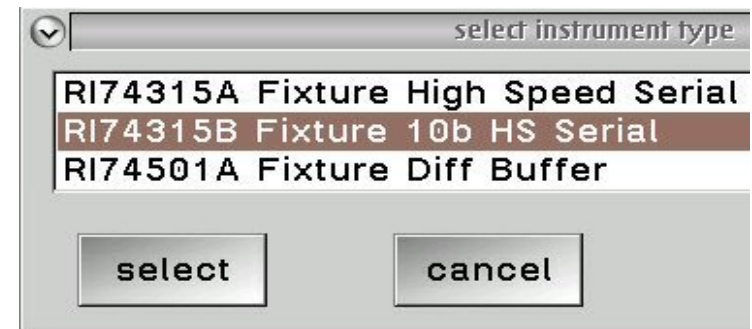 select instrument type
RI74315A Fixture High Speed Serial
RI74315B Fixture 10b HS Serial
RI74501A Fixture Diff Buffer
select
cancel